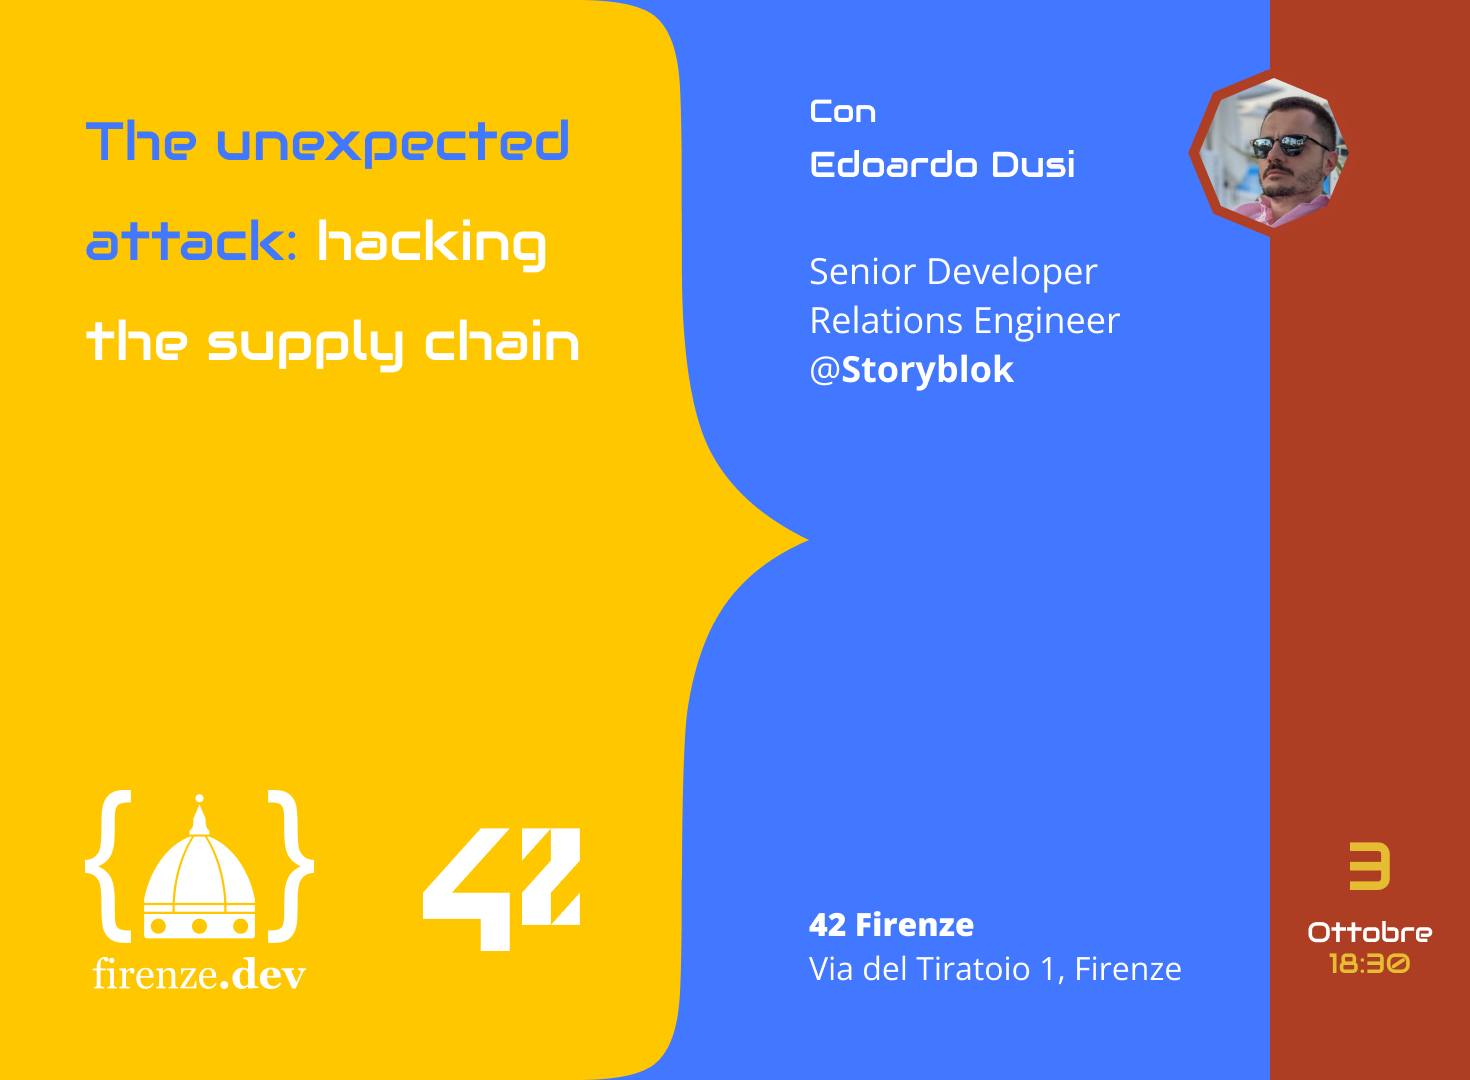 The unexpected
attack: hacking
the supply chain
Con
Edoardo Dusi
Senior Developer
Relations Engineer
@Storyblok
firenze.dev
42
42 Firenze
Via del Tiratoio 1, Firenze
3
Ottobre
18:30